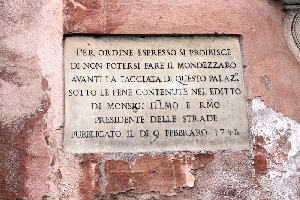 PER ORDINE ESPRESSO SI PROIBISCE
DI NON POTERSI FARE IL MONDEZZARO
AVANTI LA FACCIATA DI QUESTO PALAZ.
SOTTO LE PENE CONTENUTE NEL EDITTO
DI MONSIG. ILLMO E RMO
PRESIDENTE DELLE STRADE
PUBBLICATO IL DI 9 FEBBRARO 1748